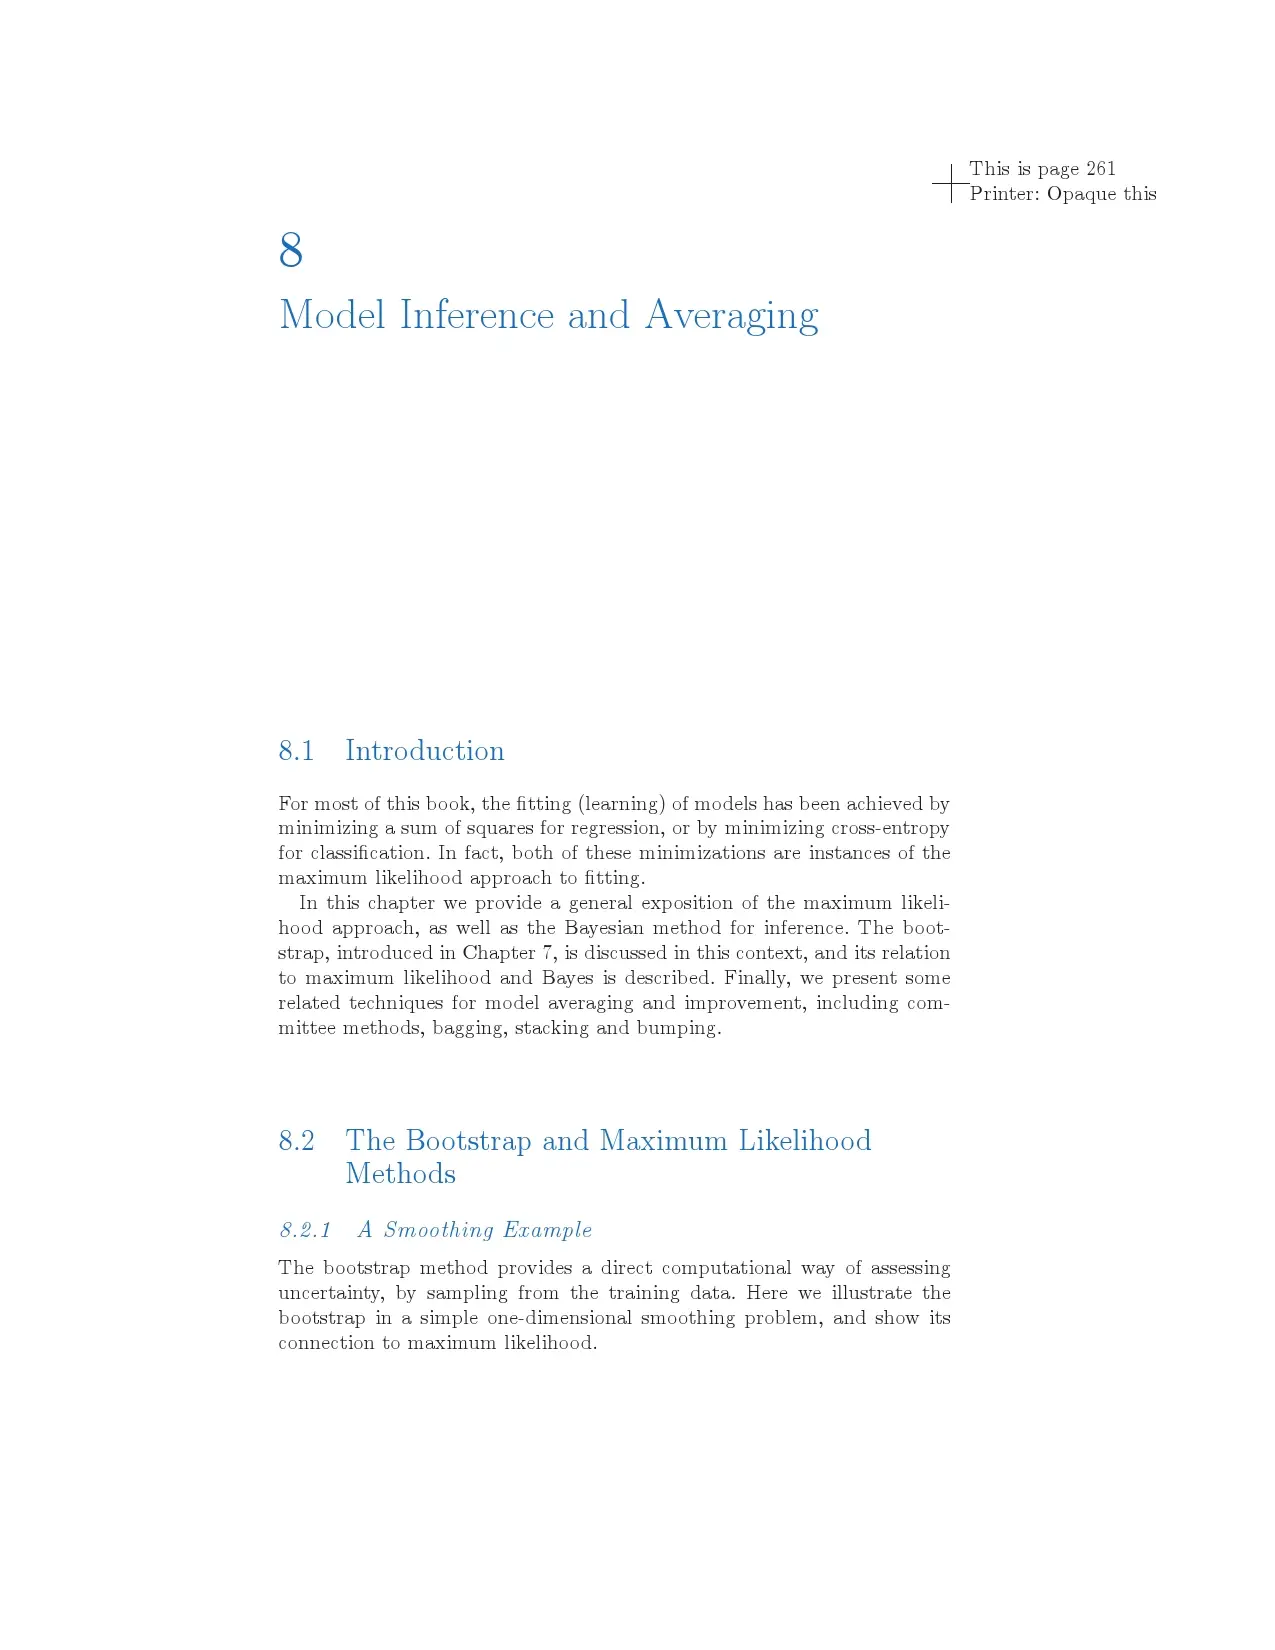 This is page 261
Printer: Opaque this
8
Model Inference and Averaging
8.1 Introduction
For most of this book, the fitting (learning) of models has been achieved by
minimizing a sum of squares for regression, or by minimizing cross-entropy
for classification. In fact, both of these minimizations are instances of the
maximum likelihood approach to fitting.
In this chapter we provide a general exposition of the maximum likeli-
hood approach, as well as the Bayesian method for inference. The boot-
strap, introduced in Chapter 7, is discussed in this context, and its relation
to maximum likelihood and Bayes is described. Finally, we present some
related techniques for model averaging and improvement, including com-
mittee methods, bagging, stacking and bumping.
8.2 The Bootstrap and Maximum Likelihood
Methods
8.2.1 A Smoothing Example
The bootstrap method provides a direct computational way of assessing
uncertainty, by sampling from the training data. Here we illustrate the
bootstrap in a simple one-dimensional smoothing problem, and show its
connection to maximum likelihood.